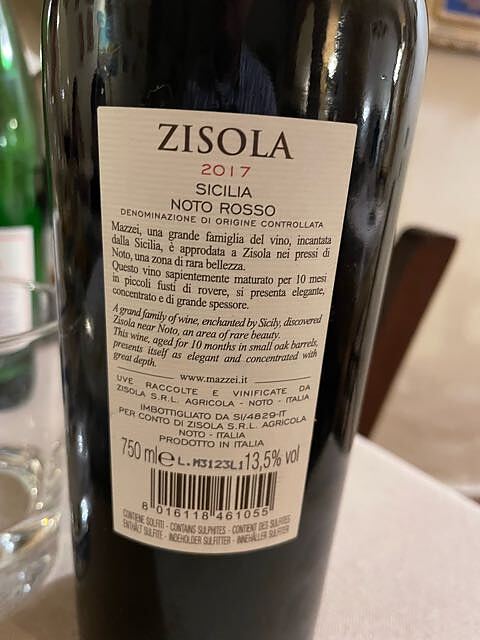 ZISOLA
2017
SICILIA
NOTO ROSSO
DENOMINAZIONE DI ORIGINE CONTROLLATA
Mazzei, una grande famiglia del vino, incantata
dalla Sicilia, è approdata a Zisola nei pressi di
Noto, una zona di rara bellezza.
Questo vino sapientemente maturato per 10 mesi
in piccoli fusti di rovere, si presenta elegante,
concentrato e di grande spessore.
A grand family of wine, enchanted by Sicily, discovered
Zisola near Noto, an area of rare beauty.
This wine, aged for 10 months in small oak barrels,
presents itself as elegant and concentrated with
great depth.
www.mazzei.it
UVE RACCOLTE E VINIFICATE DA
ZISOLA S.R.L. AGRICOLA - NOTO - ITALIA
IMBOTTIGLIATO DA SI/4829-IT
PER CONTO DI ZISOLA S.R.L. AGRICOLA
NOTO - ITALIA
PRODOTTO IN ITALIA
750 ml e L.M3123L1 13,5% vol
8 016118 461055
CONTIENE SOLFITI - CONTAINS SULPHITES - CONTIENT DES SULFITES
ENTHÄLT SULFITE - INDEHOLDER SULFITTER - INNEHÅLLER SULFITER